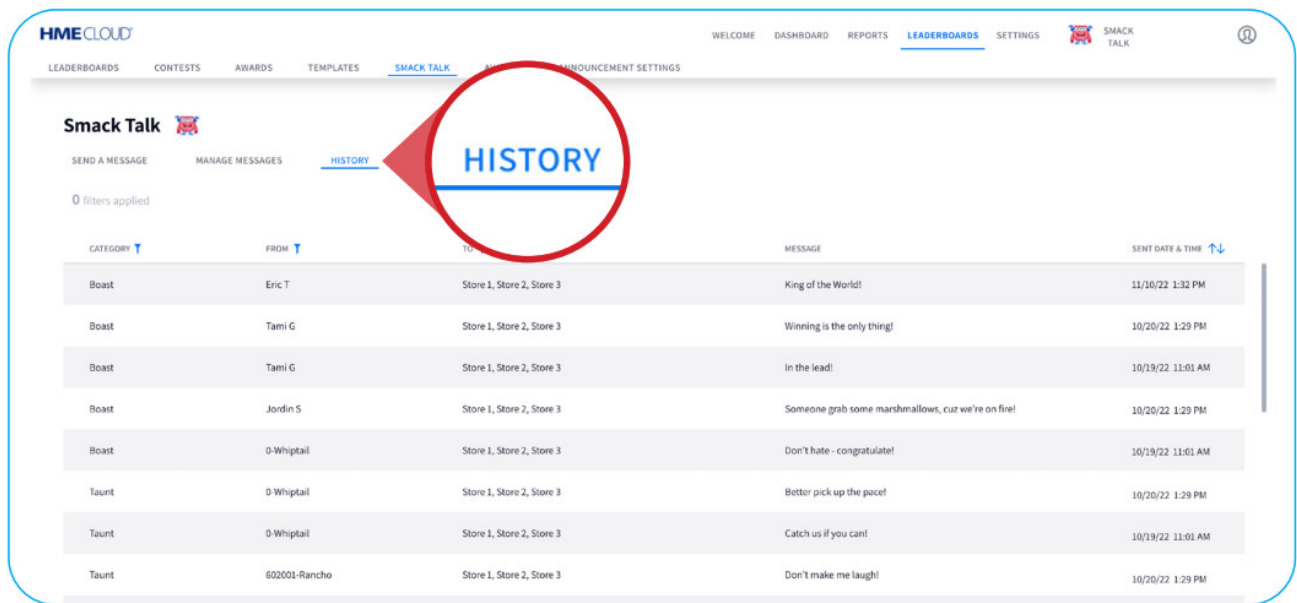 HME CLOUD®
WELCOME DASHBOARD REPORTS LEADERBOARDS SETTINGS SMACK TALK
LEADERBOARDS CONTESTS AWARDS TEMPLATES SMACK TALK ANNOUNCEMENT SETTINGS
Smack Talk
SEND A MESSAGE MANAGE MESSAGES HISTORY
HISTORY
0 filters applied
CATEGORY FROM TO MESSAGE SENT DATE & TIME
Boast Eric T Store 1, Store 2, Store 3 King of the World! 11/10/22 1:32 PM
Boast Tami G Store 1, Store 2, Store 3 Winning is the only thing! 10/20/22 1:29 PM
Boast Tami G Store 1, Store 2, Store 3 In the lead! 10/19/22 11:01 AM
Boast Jordin S Store 1, Store 2, Store 3 Someone grab some marshmallows, cuz we're on fire! 10/20/22 1:29 PM
Boast 0-Whiptail Store 1, Store 2, Store 3 Don't hate - congratulate! 10/19/22 11:01 AM
Taunt 0-Whiptail Store 1, Store 2, Store 3 Better pick up the pace! 10/20/22 1:29 PM
Taunt 0-Whiptail Store 1, Store 2, Store 3 Catch us if you can! 10/19/22 11:01 AM
Taunt 602001-Rancho Store 1, Store 2, Store 3 Don't make me laugh! 10/20/22 1:29 PM